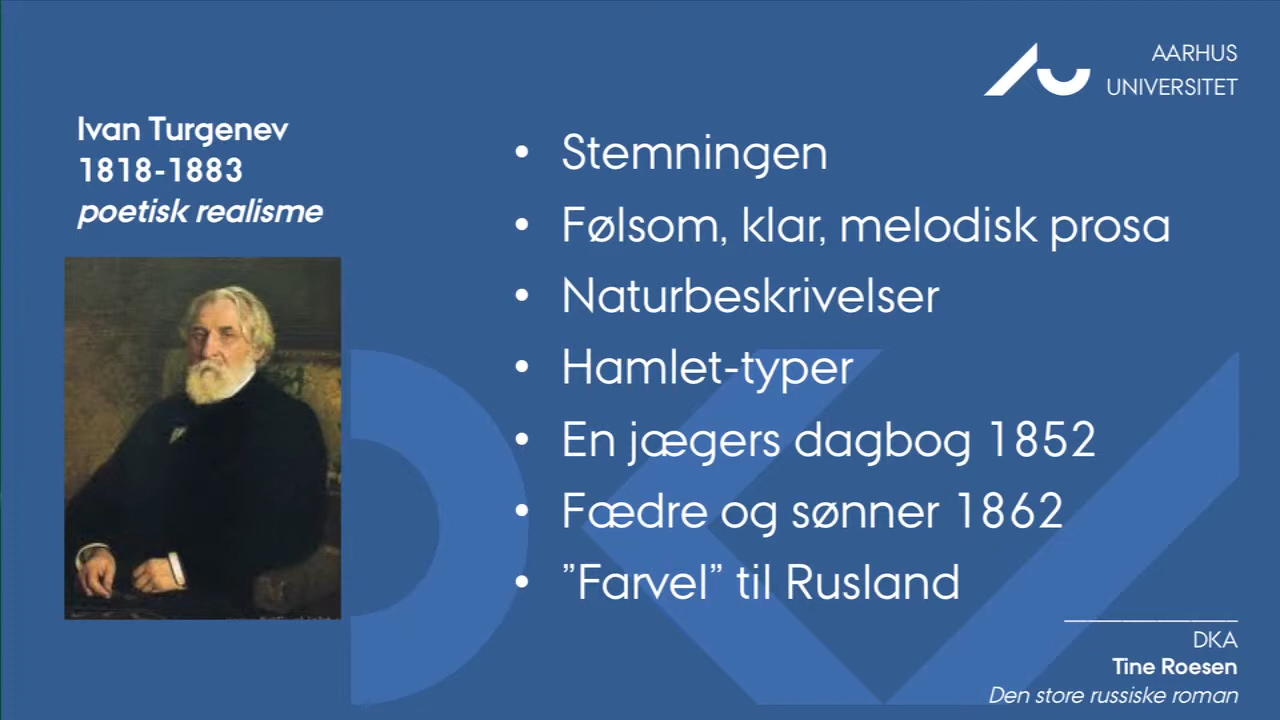 AARHUS
UNIVERSITET
Ivan Turgenev
1818-1883
poetisk realisme
• Stemningen
• Følsom, klar, melodisk prosa
• Naturbeskrivelser
• Hamlet-typer
• En jægers dagbog 1852
• Fædre og sønner 1862
• ”Farvel” til Rusland
DKA
Tine Roesen
Den store russiske roman